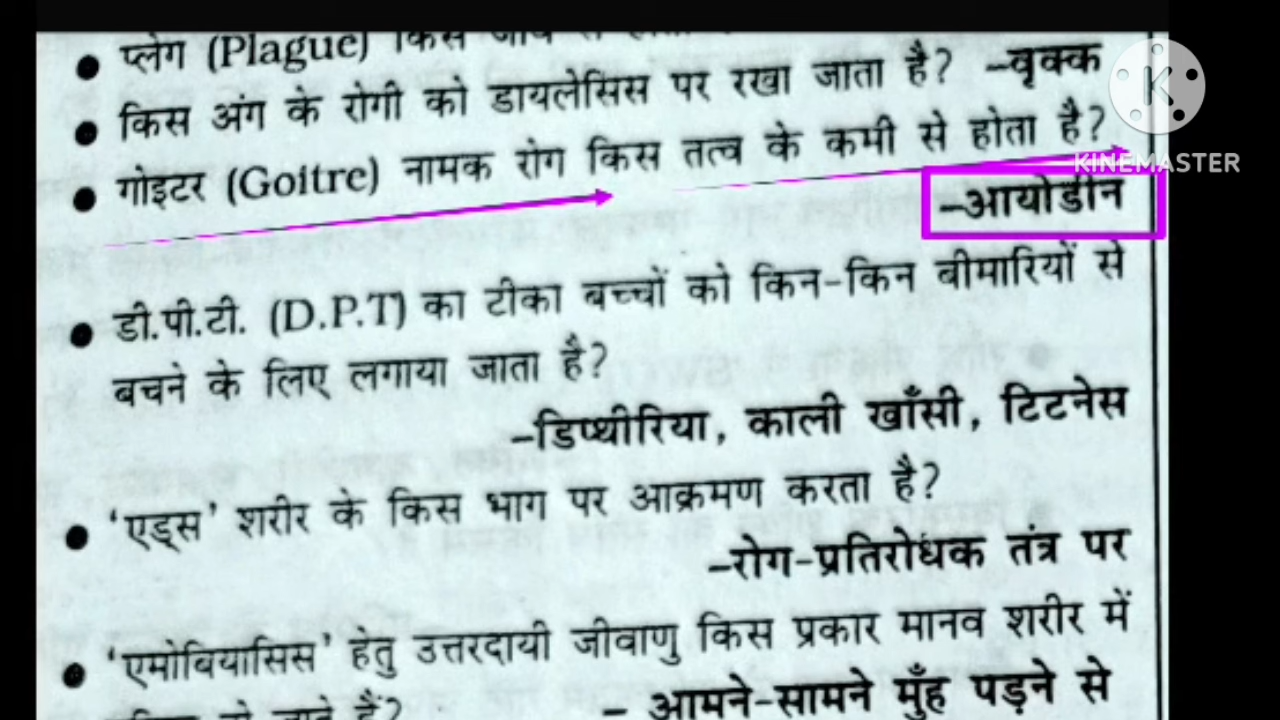 प्लेग (Plague) किस
किस अंग के रोगी को डायलेसिस पर रखा जाता है? –वृक्क
गोइटर (Goitre) नामक रोग किस तत्व के कमी से होता है?
KINEMASTER
–आयोडीन
डी.पी.टी. (D.P.T) का टीका बच्चों को किन-किन बीमारियों से
बचने के लिए लगाया जाता है?
–डिप्थीरिया, काली खाँसी, टिटनेस
'एड्स' शरीर के किस भाग पर आक्रमण करता है?
–रोग-प्रतिरोधक तंत्र पर
'एमोबियासिस' हेतु उत्तरदायी जीवाणु किस प्रकार मानव शरीर में
– आमने-सामने मुँह पड़ने से